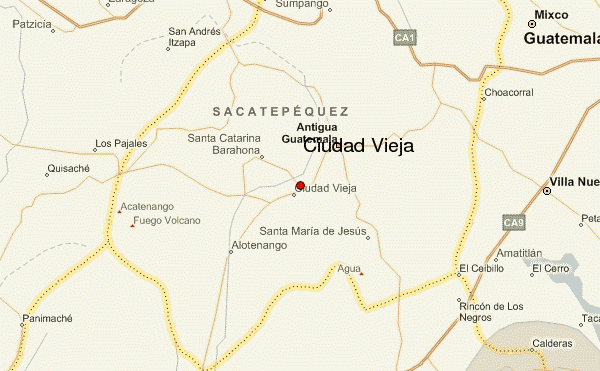 Zaragoza
Sumpango
Patzicía
San Andrés
Itzapa
Mixco
CA1
Guatemala
Choacorral
SACATEPÉQUEZ
Antigua
Guatemala
Ciudad Vieja
Santa Catarina
Barahona
Los Pajales
Quisaché
Ciudad Vieja
Villa Nue
Acatenango
Fuego Volcano
CA9
Peta
Santa María de Jesús
Alotenango
Amatitlán
Agua
El Ceibillo
El Cerro
Rincón de Los
Negros
Panimaché
Taca
Calderas